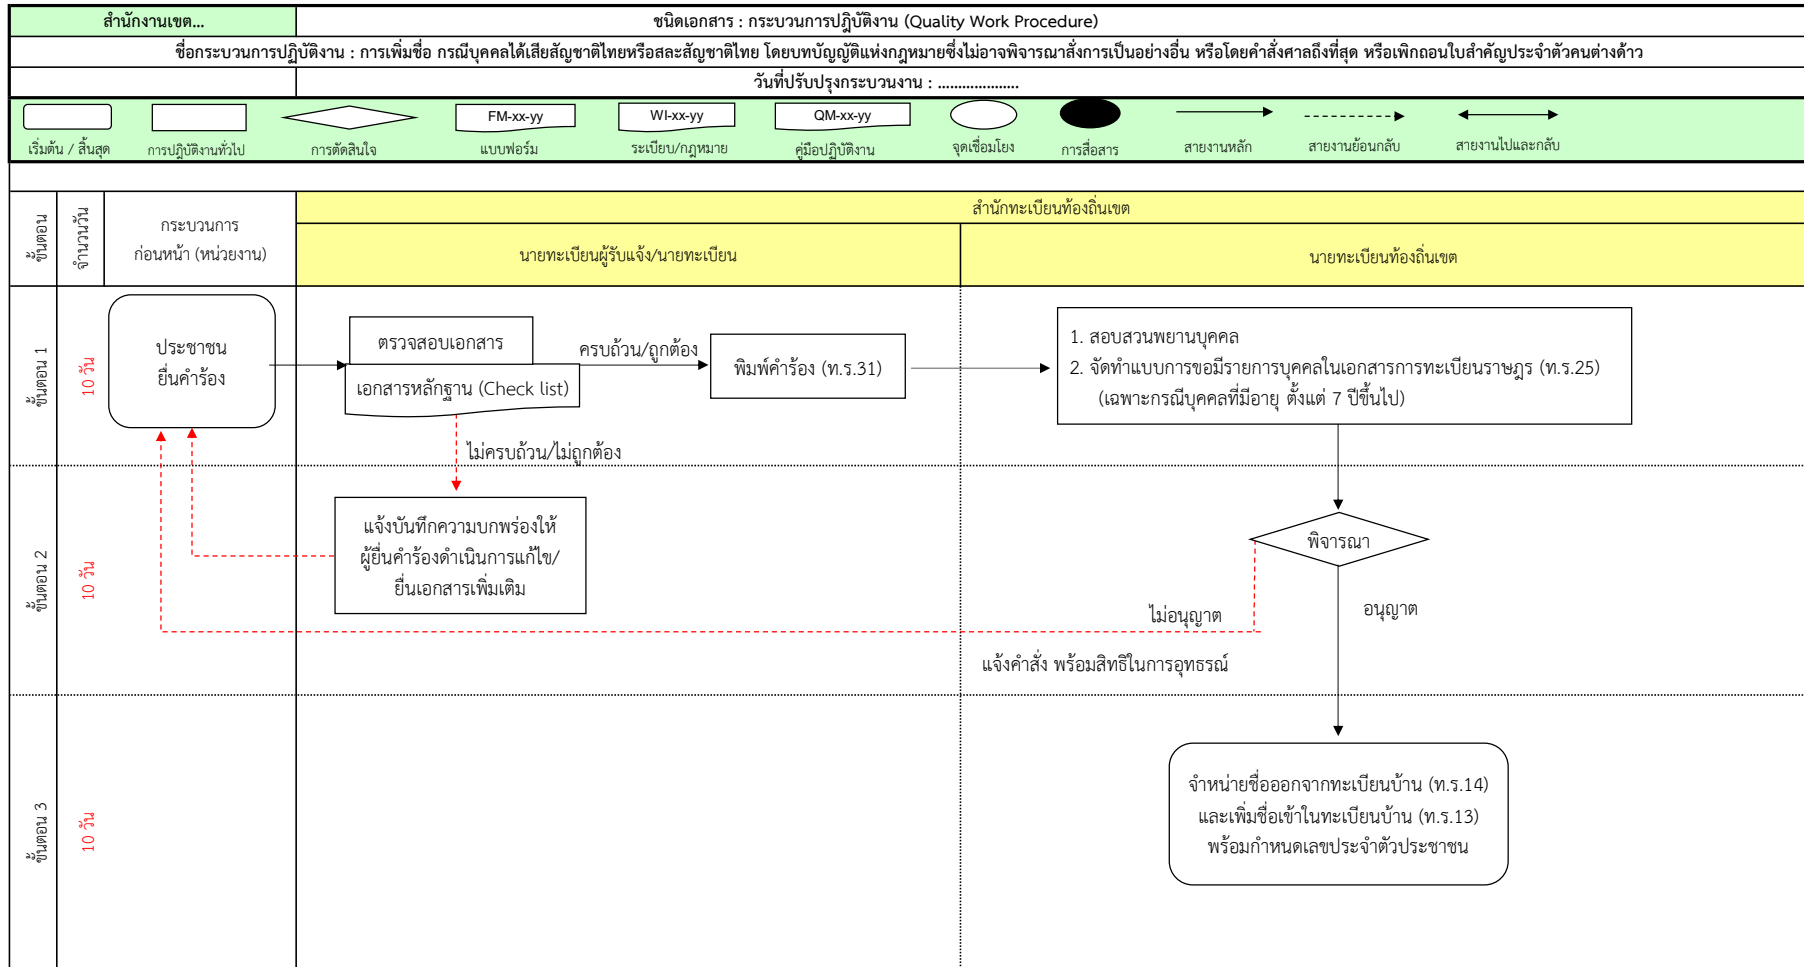 สำนักงานเขต...
ชนิดเอกสาร : กระบวนการปฏิบัติงาน (Quality Work Procedure)
ชื่อกระบวนการปฏิบัติงาน : การเพิ่มชื่อ กรณีบุคคลได้เสียสัญชาติไทยหรือสละสัญชาติไทย โดยบทบัญญัติแห่งกฎหมายซึ่งไม่อาจพิจารณาสั่งการเป็นอย่างอื่น หรือโดยคำสั่งศาลถึงที่สุด หรือเพิกถอนใบสำคัญประจำตัวคนต่างด้าว
วันที่ปรับปรุงกระบวนงาน : ....................
FM-xx-yy
WI-xx-yy
QM-xx-yy
เริ่มต้น / สิ้นสุด
การปฏิบัติงานทั่วไป
การตัดสินใจ
แบบฟอร์ม
ระเบียบ/กฎหมาย
คู่มือปฏิบัติงาน
จุดเชื่อมโยง
การสื่อสาร
สายงานหลัก
สายงานย้อนกลับ
สายงานไปและกลับ
ขั้นตอน
จำนวนวัน
กระบวนการ
ก่อนหน้า (หน่วยงาน)
สำนักทะเบียนท้องถิ่นเขต
นายทะเบียนผู้รับแจ้ง/นายทะเบียน
นายทะเบียนท้องถิ่นเขต
ขั้นตอน 1
10 วัน
ประชาชน
ยื่นคำร้อง
ตรวจสอบเอกสาร
เอกสารหลักฐาน (Check list)
ครบถ้วน/ถูกต้อง
พิมพ์คำร้อง (ท.ร.31)
1. สอบสวนพยานบุคคล
2. จัดทำแบบการขอมีรายการบุคคลในเอกสารการทะเบียนราษฎร (ท.ร.25)
(เฉพาะกรณีบุคคลที่มีอายุ ตั้งแต่ 7 ปีขึ้นไป)
ไม่ครบถ้วน/ไม่ถูกต้อง
ขั้นตอน 2
10 วัน
แจ้งบันทึกความบกพร่องให้
ผู้ยื่นคำร้องดำเนินการแก้ไข/
ยื่นเอกสารเพิ่มเติม
พิจารณา
ไม่อนุญาต
อนุญาต
แจ้งคำสั่ง พร้อมสิทธิในการอุทธรณ์
ขั้นตอน 3
10 วัน
จำหน่ายชื่อออกจากทะเบียนบ้าน (ท.ร.14)
และเพิ่มชื่อเข้าในทะเบียนบ้าน (ท.ร.13)
พร้อมกำหนดเลขประจำตัวประชาชน